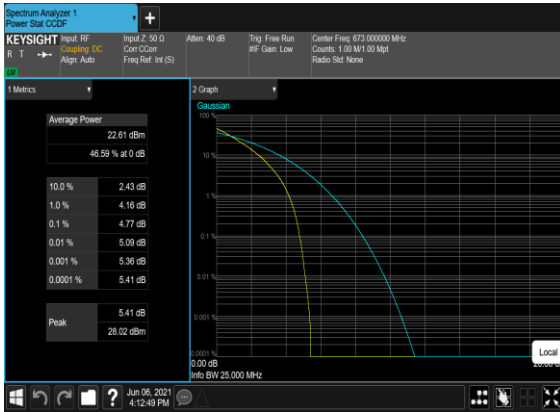 Spectrum Analyzer 1
Power Stat CCDF
KEYSIGHT
R T
LXI
Input: RF
Coupling: DC
Align: Auto
Input Z: 50 Ω
Corr CCorr
Freq Ref: Int (S)
Atten: 40 dB
Trig: Free Run
#IF Gain: Low
Center Freq: 673.000000 MHz
Counts: 1.00 M/1.00 Mpt
Radio Std: None
1 Metrics
Average Power
22.61 dBm
46.59 % at 0 dB
10.0 % 2.43 dB
1.0 % 4.16 dB
0.1 % 4.77 dB
0.01 % 5.09 dB
0.001 % 5.36 dB
0.0001 % 5.41 dB
Peak
5.41 dB
28.02 dBm
2 Graph
Gaussian
100 %
10 %
1 %
0.1 %
0.01 %
0.001 %
0.0001 %
0.00 dB
Info BW 25.000 MHz
Local
Jun 06, 2021
4:12:49 PM